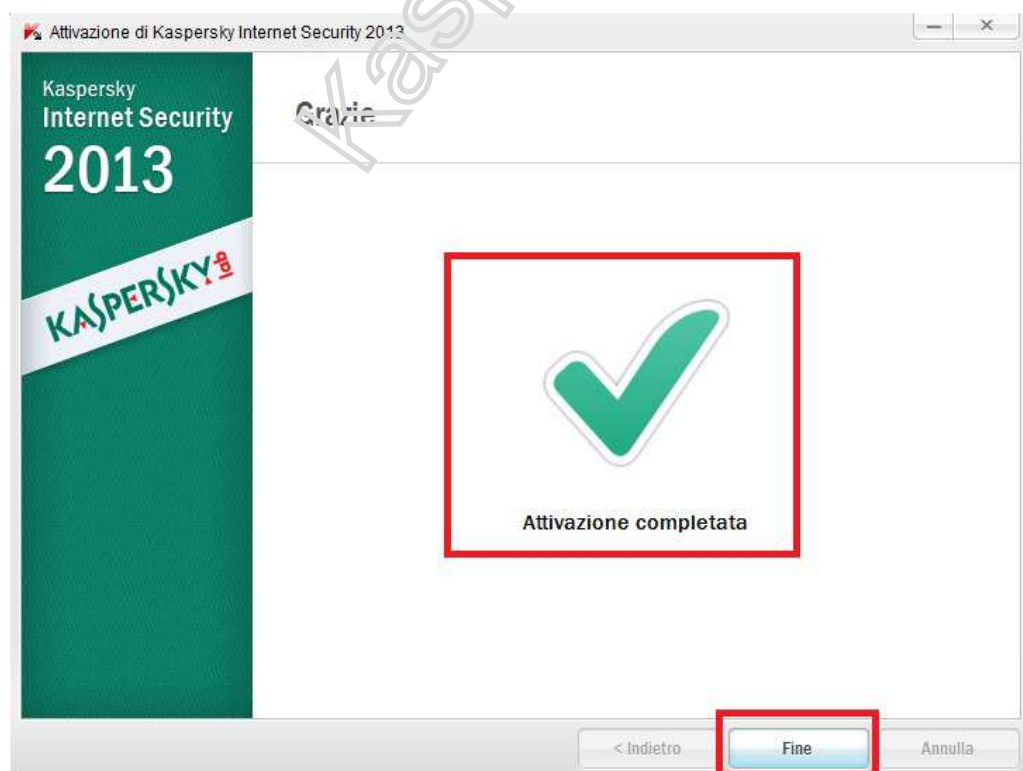 Attivazione di Kaspersky Internet Security 2013
Kaspersky
Internet Security
2013
Grazie
KASPERSKY lab
Attivazione completata
< Indietro
Fine
Annulla